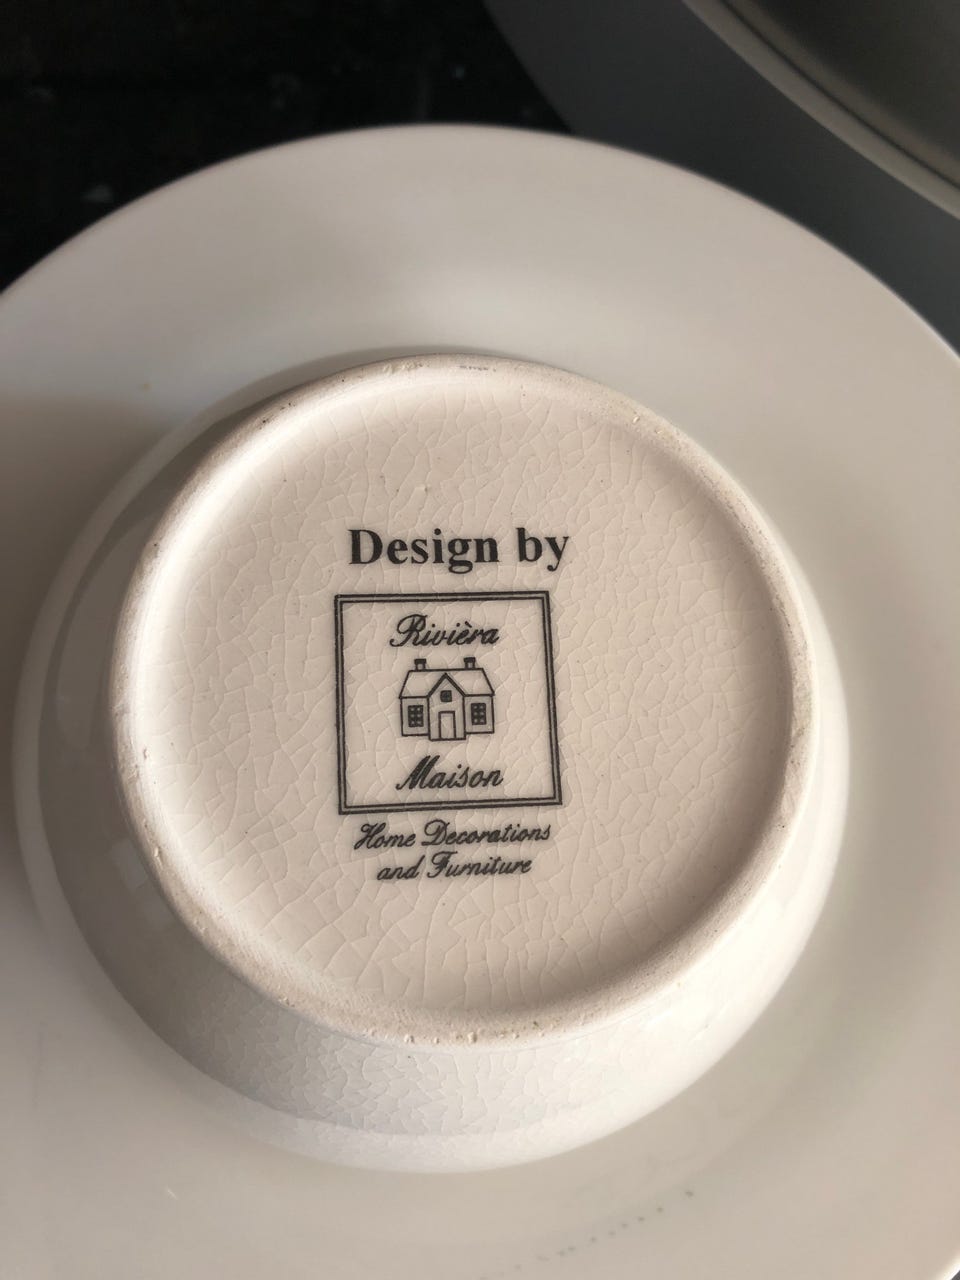 Design by
Rivièra
Maison
Home Decorations
and Furniture